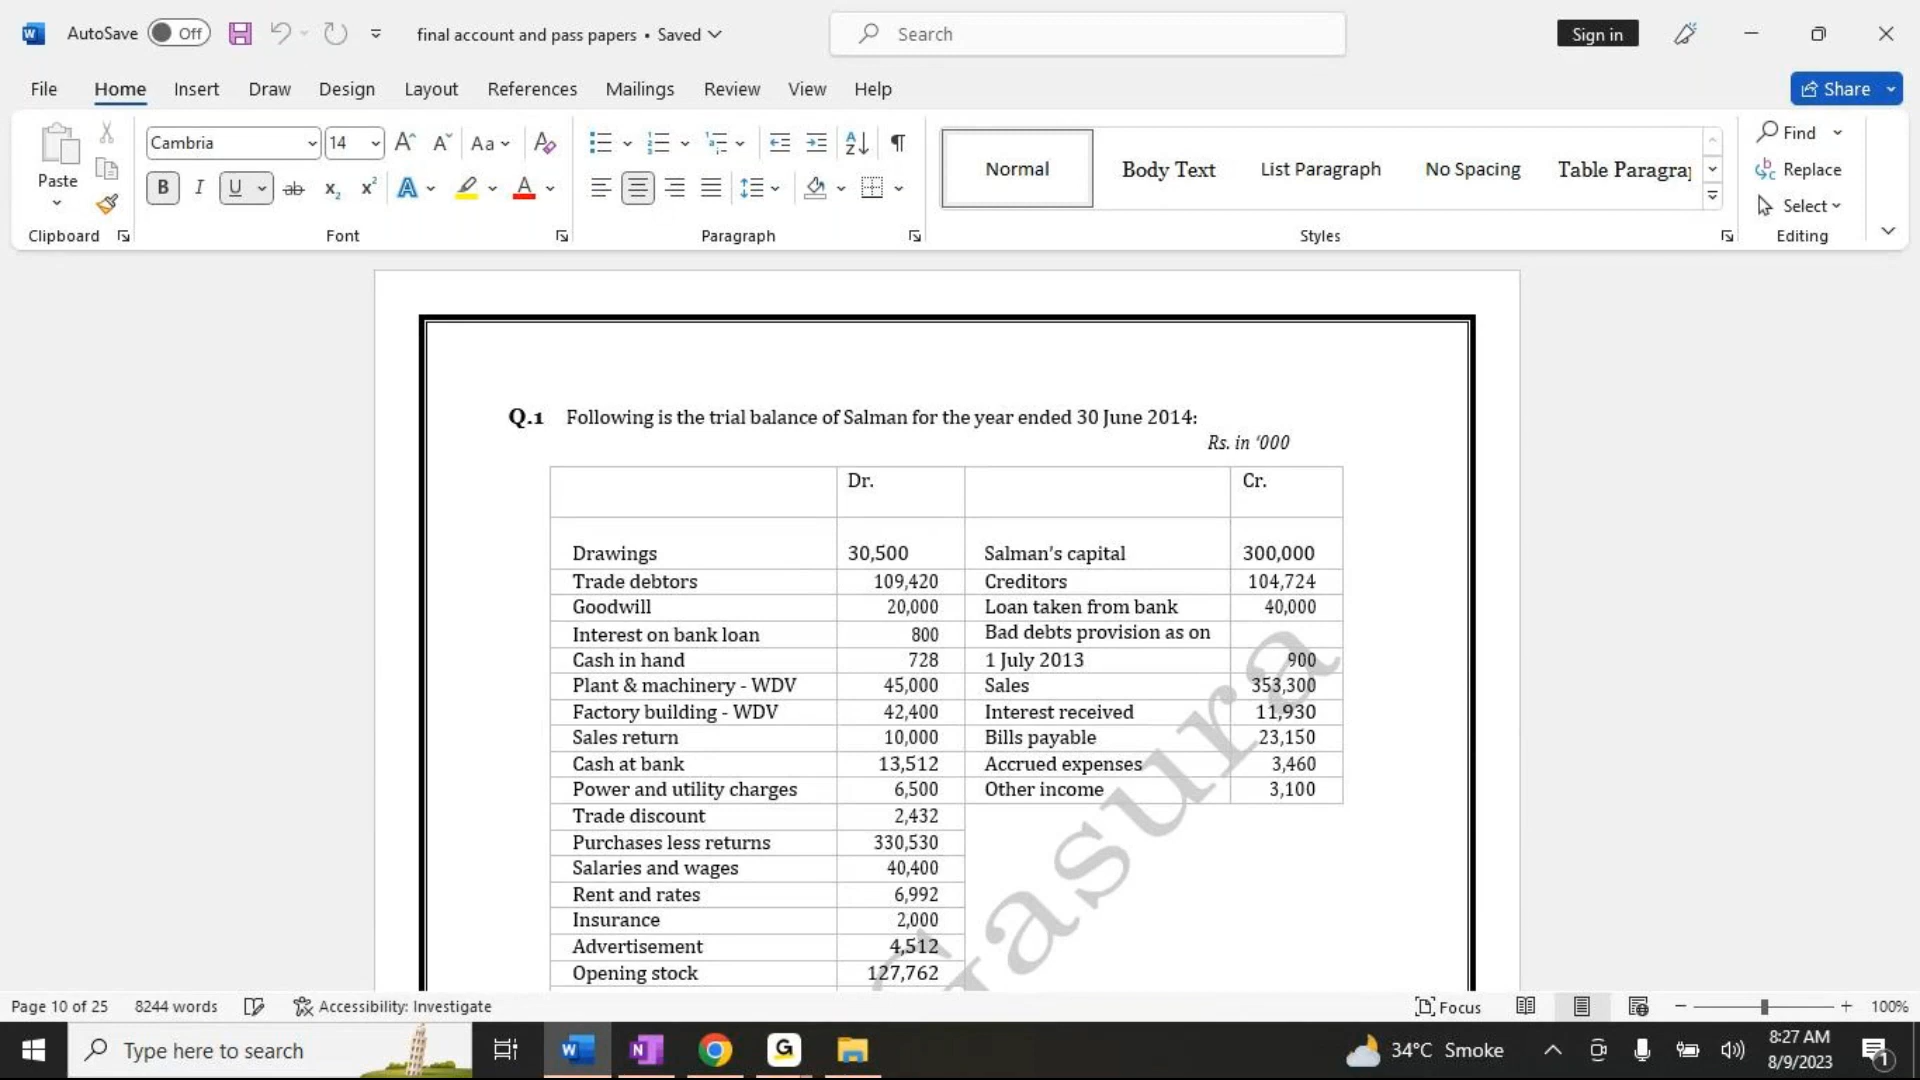 AutoSave Off final account and pass papers • Saved Search Sign in
File Home Insert Draw Design Layout References Mailings Review View Help Share
Paste Cambria 14 Aa Normal Body Text List Paragraph No Spacing Table Paragra Find
Replace
Select
Clipboard Font Paragraph Styles Editing
Q.1 Following is the trial balance of Salman for the year ended 30 June 2014:
Rs. in ‘000
Dr. Cr.
Drawings 30,500 Salman’s capital 300,000
Trade debtors 109,420 Creditors 104,724
Goodwill 20,000 Loan taken from bank 40,000
Interest on bank loan 800 Bad debts provision as on
Cash in hand 728 1 July 2013 900
Plant & machinery - WDV 45,000 Sales 353,300
Factory building - WDV 42,400 Interest received 11,930
Sales return 10,000 Bills payable 23,150
Cash at bank 13,512 Accrued expenses 3,460
Power and utility charges 6,500 Other income 3,100
Trade discount 2,432
Purchases less returns 330,530
Salaries and wages 40,400
Rent and rates 6,992
Insurance 2,000
Advertisement 4,512
Opening stock 127,762
Gasura
Page 10 of 25 8244 words Accessibility: Investigate Focus 100%
Type here to search 34°C Smoke 8:27 AM
8/9/2023